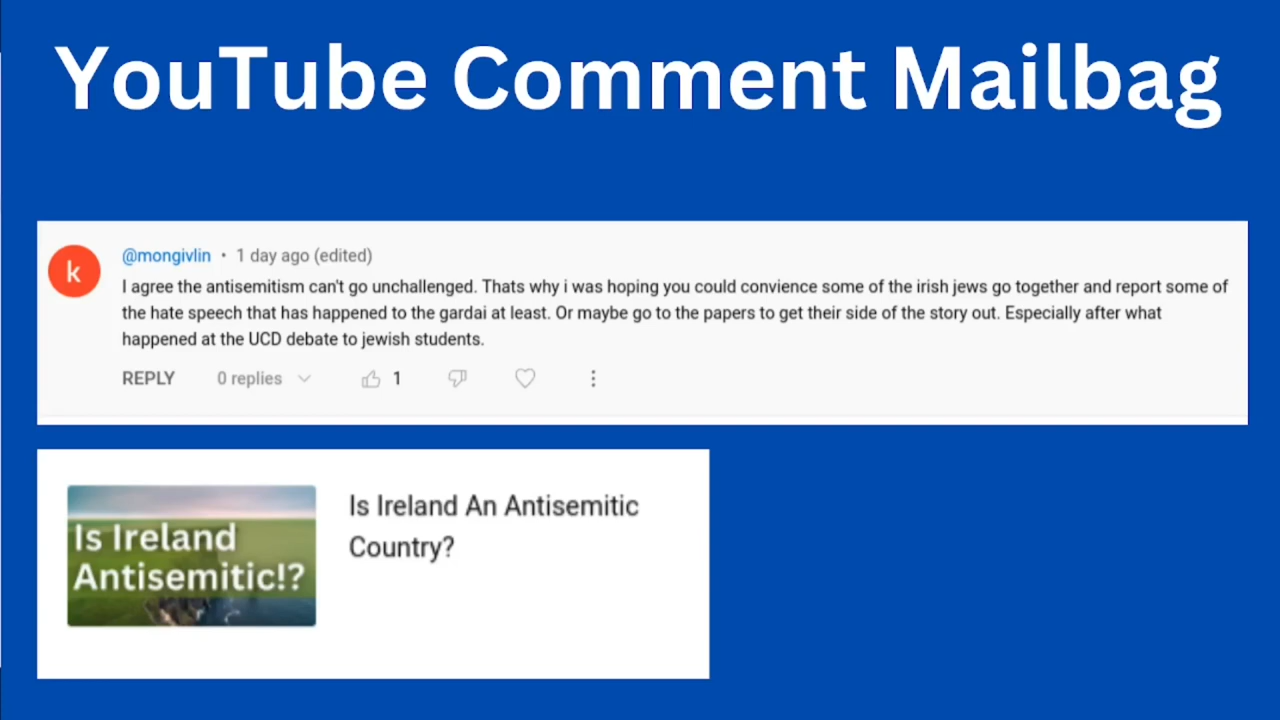 YouTube Comment Mailbag
k
@mongivlin • 1 day ago (edited)
I agree the antisemitism can't go unchallenged. Thats why i was hoping you could convience some of the irish jews go together and report some of
the hate speech that has happened to the gardai at least. Or maybe go to the papers to get their side of the story out. Especially after what
happened at the UCD debate to jewish students.
REPLY 0 replies 1
Is Ireland
Antisemitic!?
Is Ireland An Antisemitic
Country?